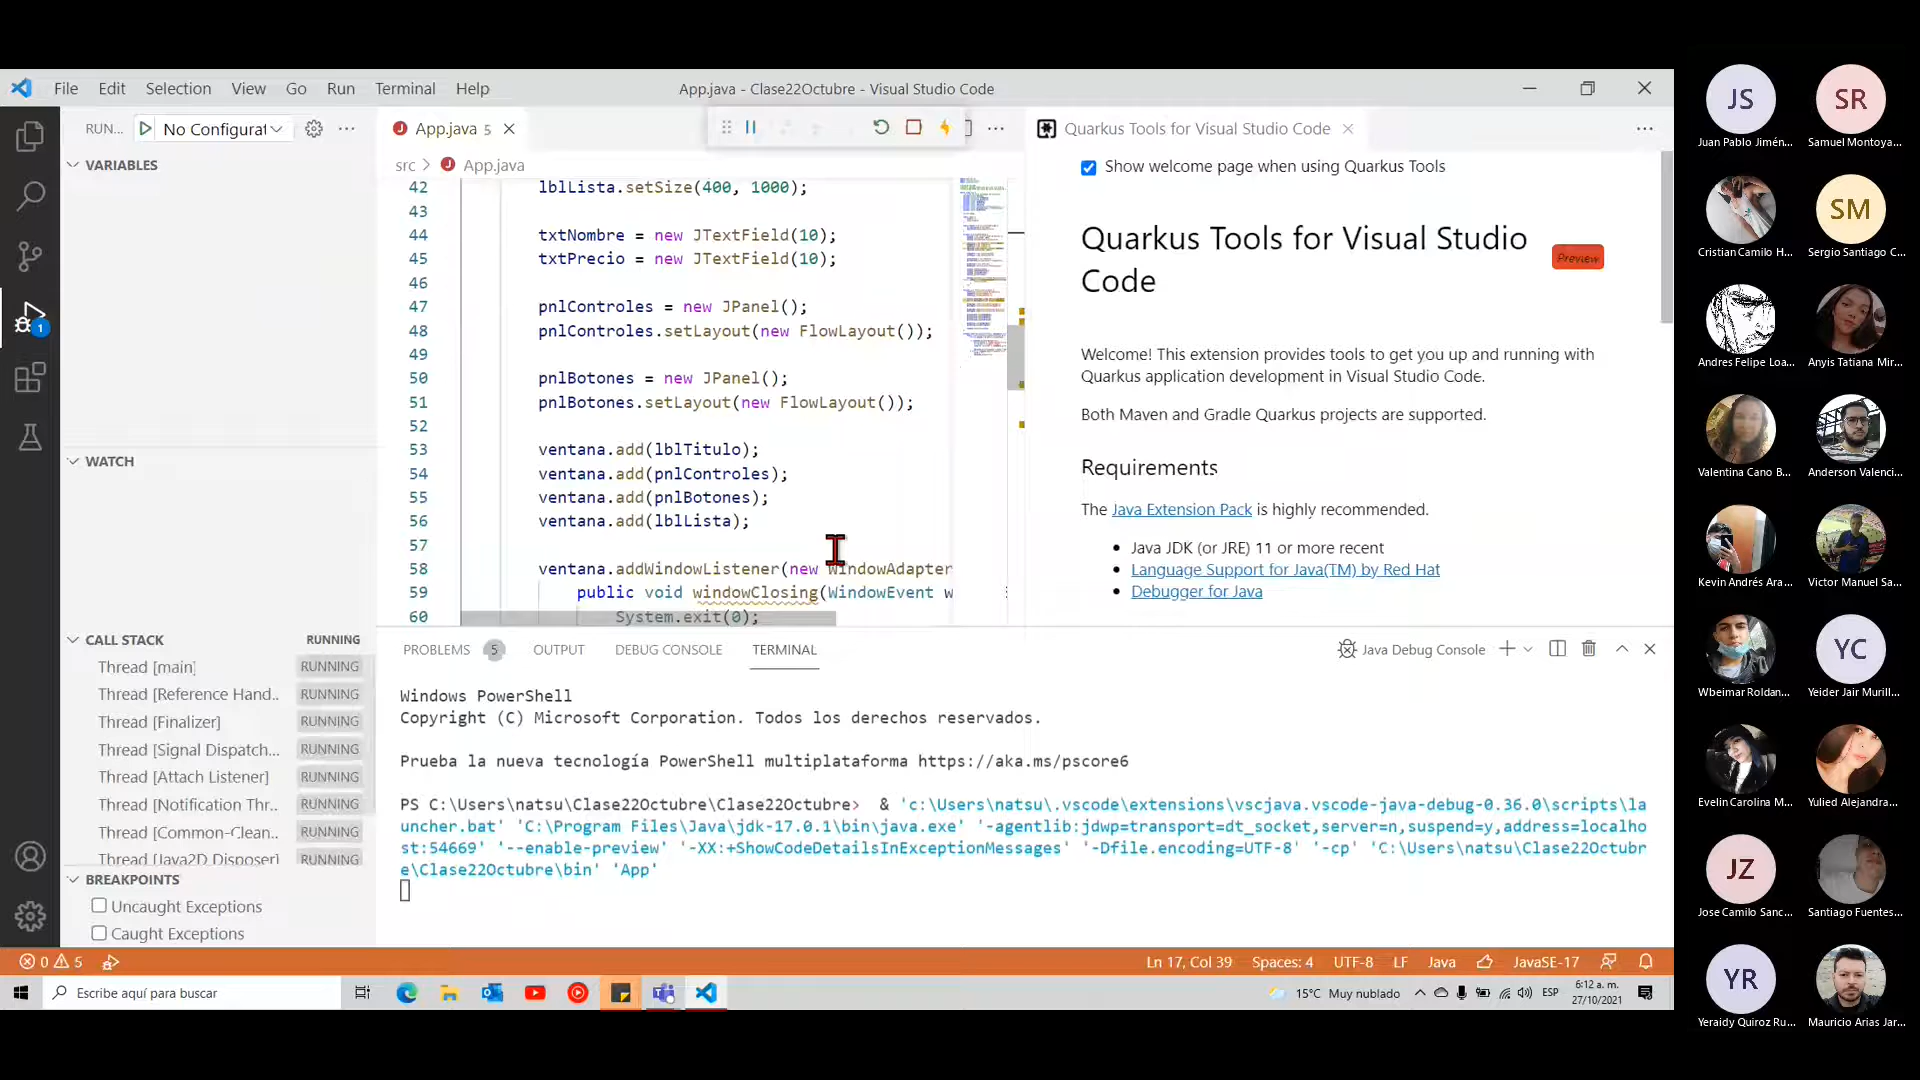 File Edit Selection View Go Run Terminal Help
App.java - Clase22Octubre - Visual Studio Code
RUN... No Configurat
App.java 5
Quarkus Tools for Visual Studio Code
VARIABLES
src > App.java
42 lblLista.setSize(400, 1000);
43
44 txtNombre = new JTextField(10);
45 txtPrecio = new JTextField(10);
46
47 pnlControles = new JPanel();
48 pnlControles.setLayout(new FlowLayout());
49
50 pnlBotones = new JPanel();
51 pnlBotones.setLayout(new FlowLayout());
52
53 ventana.add(lblTitulo);
54 ventana.add(pnlControles);
55 ventana.add(pnlBotones);
56 ventana.add(lblLista);
57
58 ventana.addWindowListener(new WindowAdapter
59 public void windowClosing(WindowEvent w
60 System.exit(0);
Show welcome page when using Quarkus Tools
Quarkus Tools for Visual Studio
Code
Preview
Welcome! This extension provides tools to get you up and running with
Quarkus application development in Visual Studio Code.
Both Maven and Gradle Quarkus projects are supported.
Requirements
The Java Extension Pack is highly recommended.
• Java JDK (or JRE) 11 or more recent
• Language Support for Java(TM) by Red Hat
• Debugger for Java
WATCH
CALL STACK RUNNING
Thread [main] RUNNING
Thread [Reference Hand.. RUNNING
Thread [Finalizer] RUNNING
Thread [Signal Dispatch... RUNNING
Thread [Attach Listener] RUNNING
Thread [Notification Thr.. RUNNING
Thread [Common-Clean.. RUNNING
Thread [Java2D Disposer] RUNNING
BREAKPOINTS
Uncaught Exceptions
Caught Exceptions
1
PROBLEMS 5 OUTPUT DEBUG CONSOLE TERMINAL
Java Debug Console
Windows PowerShell
Copyright (C) Microsoft Corporation. Todos los derechos reservados.
Prueba la nueva tecnología PowerShell multiplataforma https://aka.ms/pscore6
PS C:\Users\natsu\Clase22Octubre\Clase22Octubre> & 'c:\Users\natsu\.vscode\extensions\vscjava.vscode-java-debug-0.36.0\scripts\la
uncher.bat' 'C:\Program Files\Java\jdk-17.0.1\bin\java.exe' '-agentlib:jdwp=transport=dt_socket,server=n,suspend=y,address=localho
st:54669' '--enable-preview' '-XX:+ShowCodeDetailsInExceptionMessages' '-Dfile.encoding=UTF-8' '-cp' 'C:\Users\natsu\Clase22Octubr
e\Clase22Octubre\bin' 'App'
0 5
Ln 17, Col 39 Spaces: 4 UTF-8 LF Java JavaSE-17
Escribe aquí para buscar
15°C Muy nublado
ESP
6:12 a. m.
27/10/2021
JS
Juan Pablo Jimén...
SR
Samuel Montoya...
Cristian Camilo H...
SM
Sergio Santiago C...
Andres Felipe Loa...
Anyis Tatiana Mir...
Valentina Cano B...
Anderson Valenci...
Kevin Andrés Ara...
Victor Manuel Sa...
Wbeimar Roldan...
YC
Yeider Jair Murill...
Evelin Carolina M...
Yulied Alejandra...
JZ
Jose Camilo Sanc...
Santiago Fuentes...
YR
Yeraidy Quiroz Ru...
Mauricio Arias Jar...